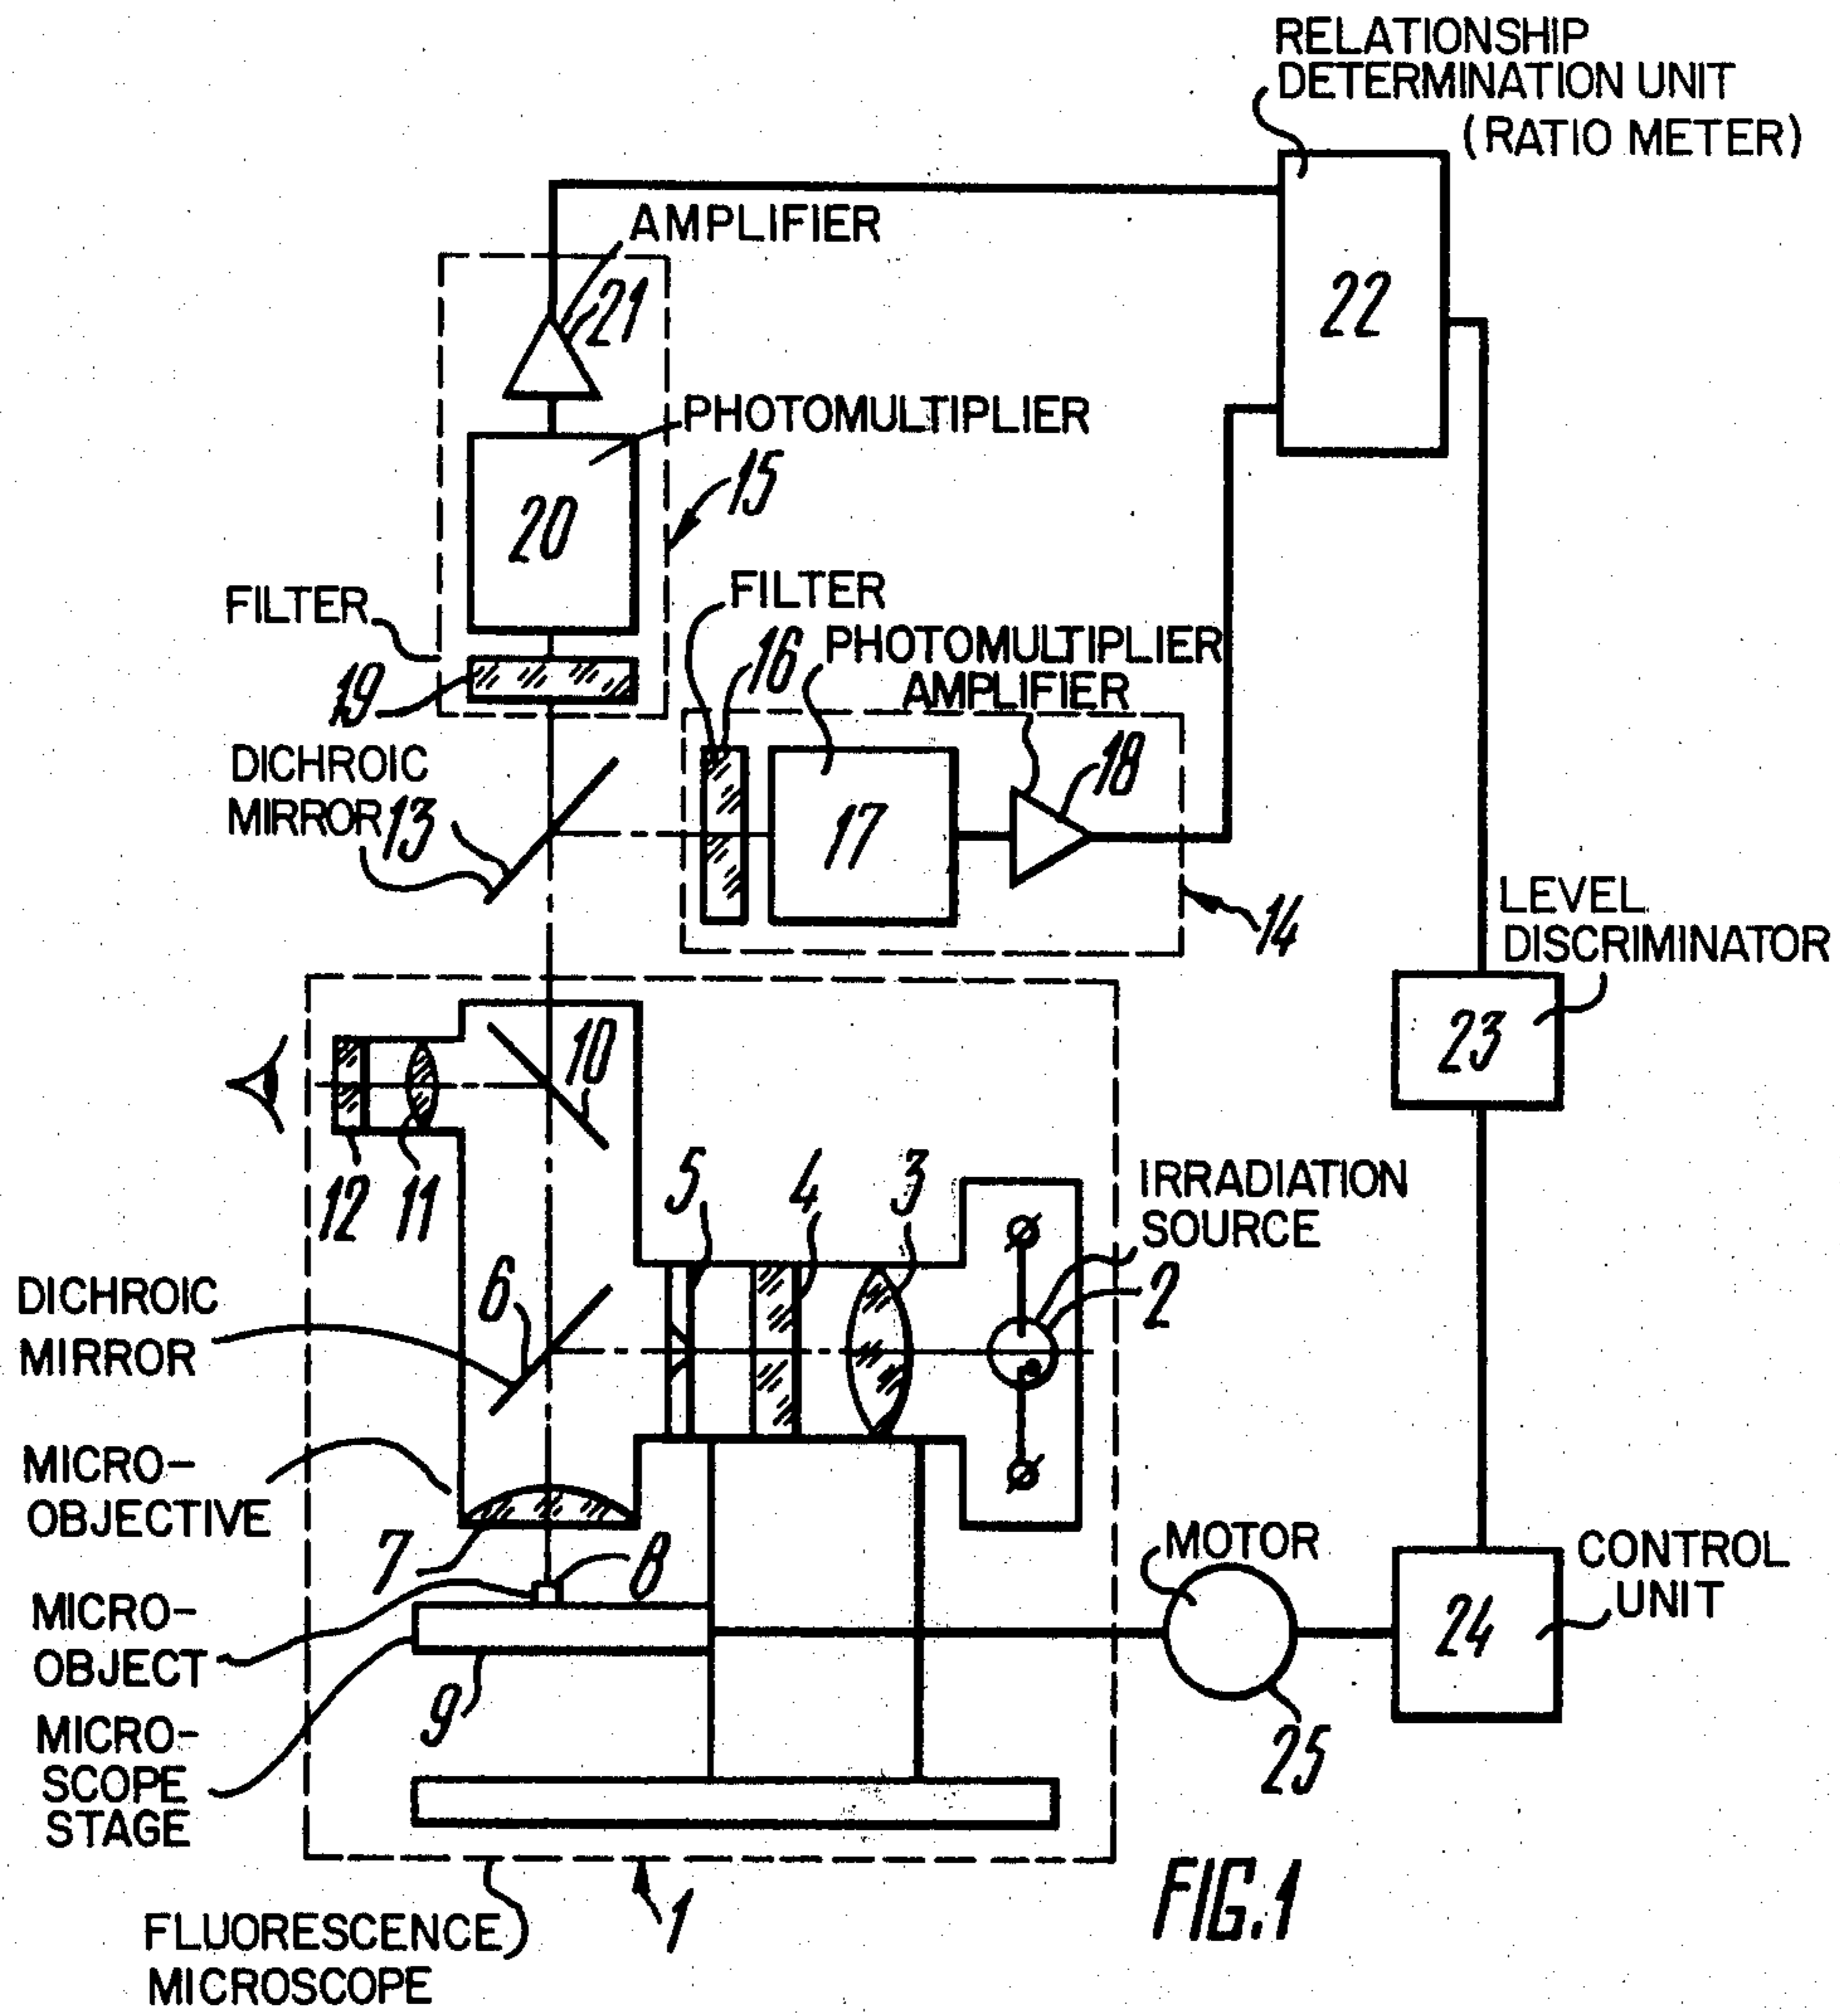 RELATIONSHIP
DETERMINATION UNIT
(RATIO METER)
AMPLIFIER
21
22
PHOTOMULTIPLIER
15
20
FILTER
19
FILTER
16
PHOTOMULTIPLIER
AMPLIFIER
18
17
14
DICHROIC
MIRROR 13
LEVEL
DISCRIMINATOR
23
10
12
11
5
4
3
IRRADIATION
SOURCE
2
DICHROIC
MIRROR
6
MICRO-
OBJECTIVE
7
8
MOTOR
CONTROL
UNIT
24
MICRO-
OBJECT
9
MICRO-
SCOPE
STAGE
25
1
FLUORESCENCE
MICROSCOPE
FIG.1